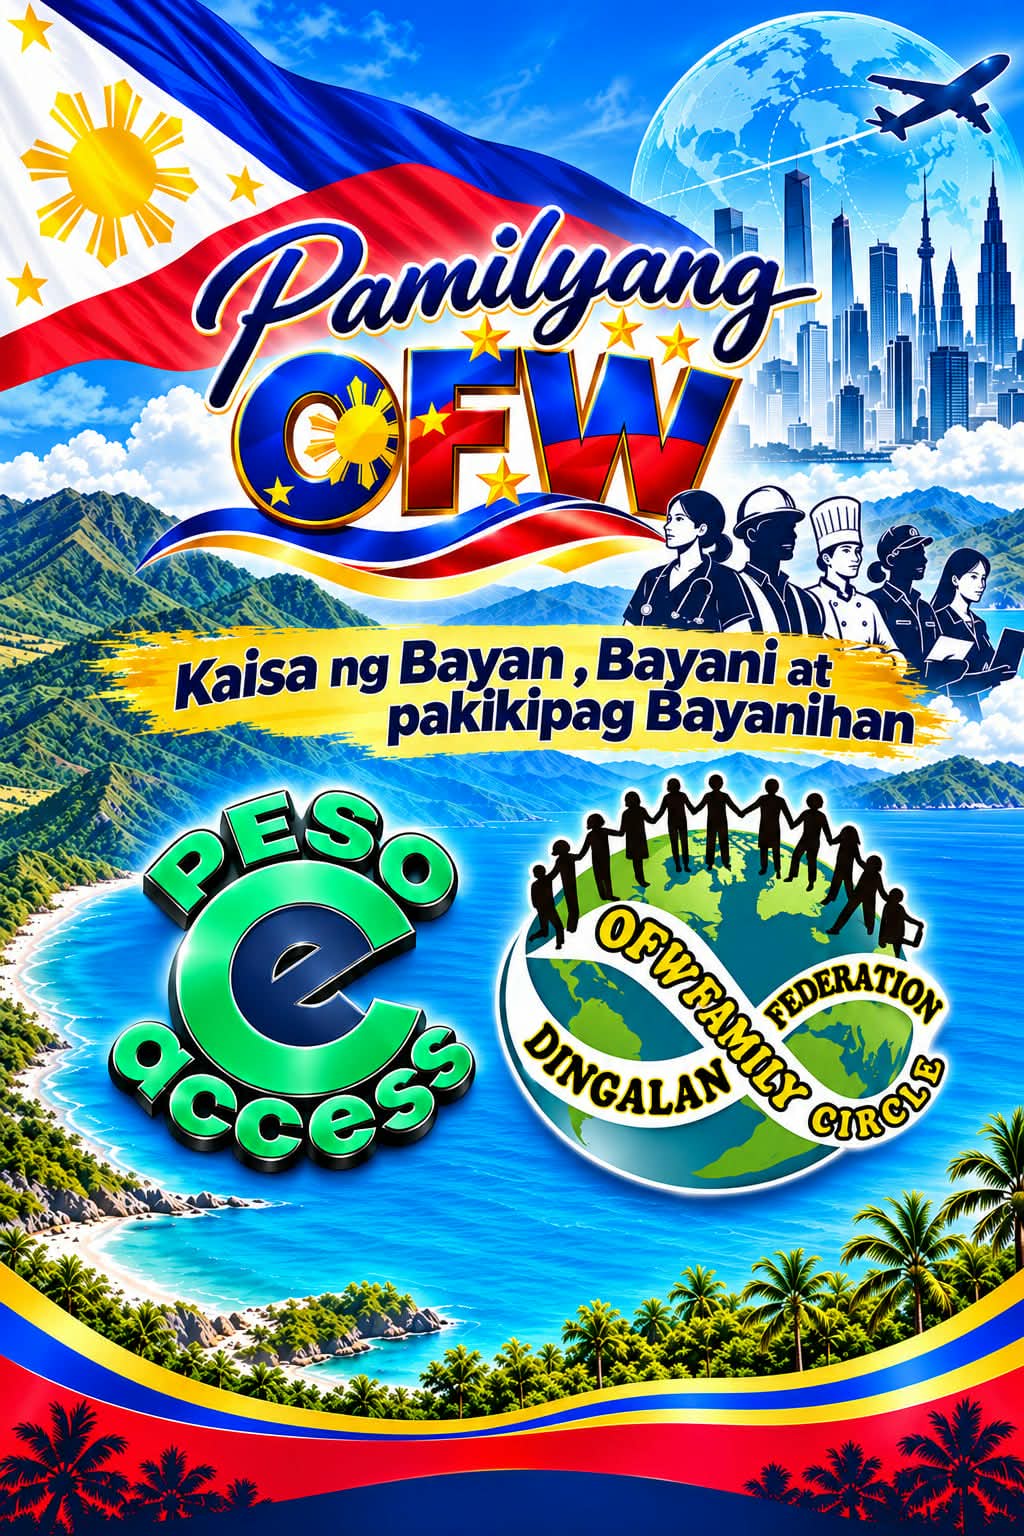 Pamilyang
OFW
Kaisa ng Bayan , Bayani at
pakikipag Bayanihan
PESO
e
access
OFW FAMILY CIRCLE
FEDERATION
DINGALAN